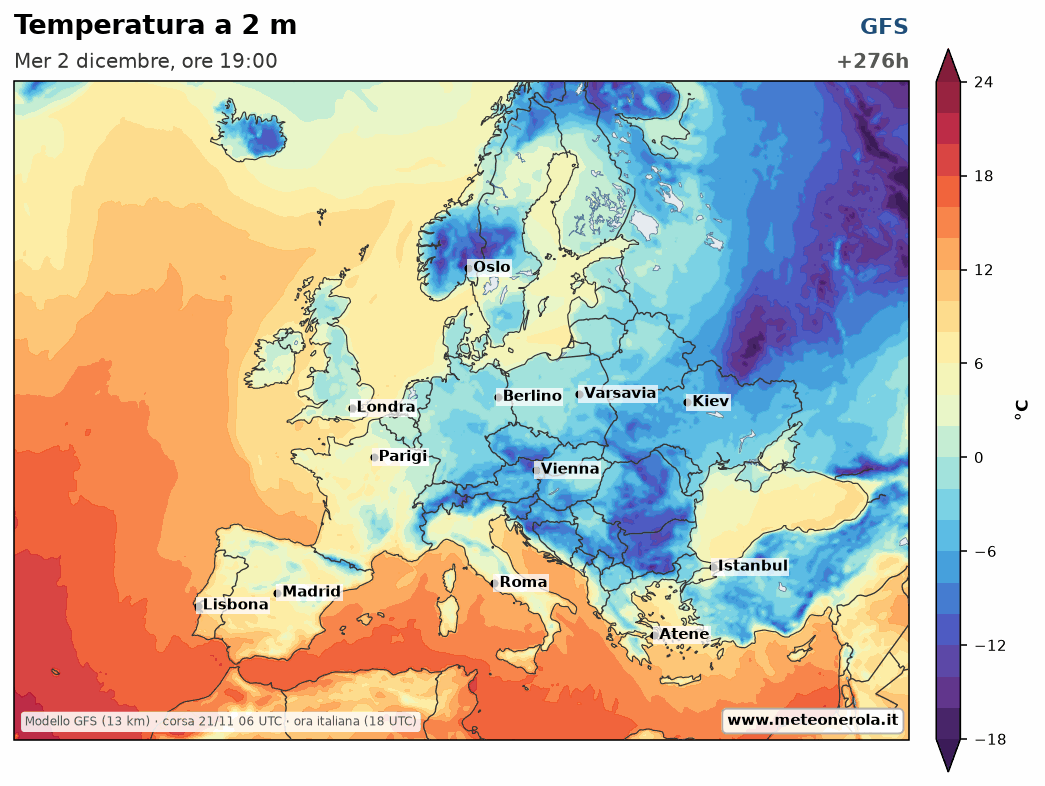 Temperatura a 2 m
GFS
Mer 2 dicembre, ore 19:00
+276h
24
18
12
6
0
−6
−12
−18
°C
Oslo
Berlino
Varsavia
Kiev
Londra
Parigi
Vienna
Istanbul
Roma
Madrid
Lisbona
Atene
Modello GFS (13 km) · corsa 21/11 06 UTC · ora italiana (18 UTC)
www.meteonerola.it